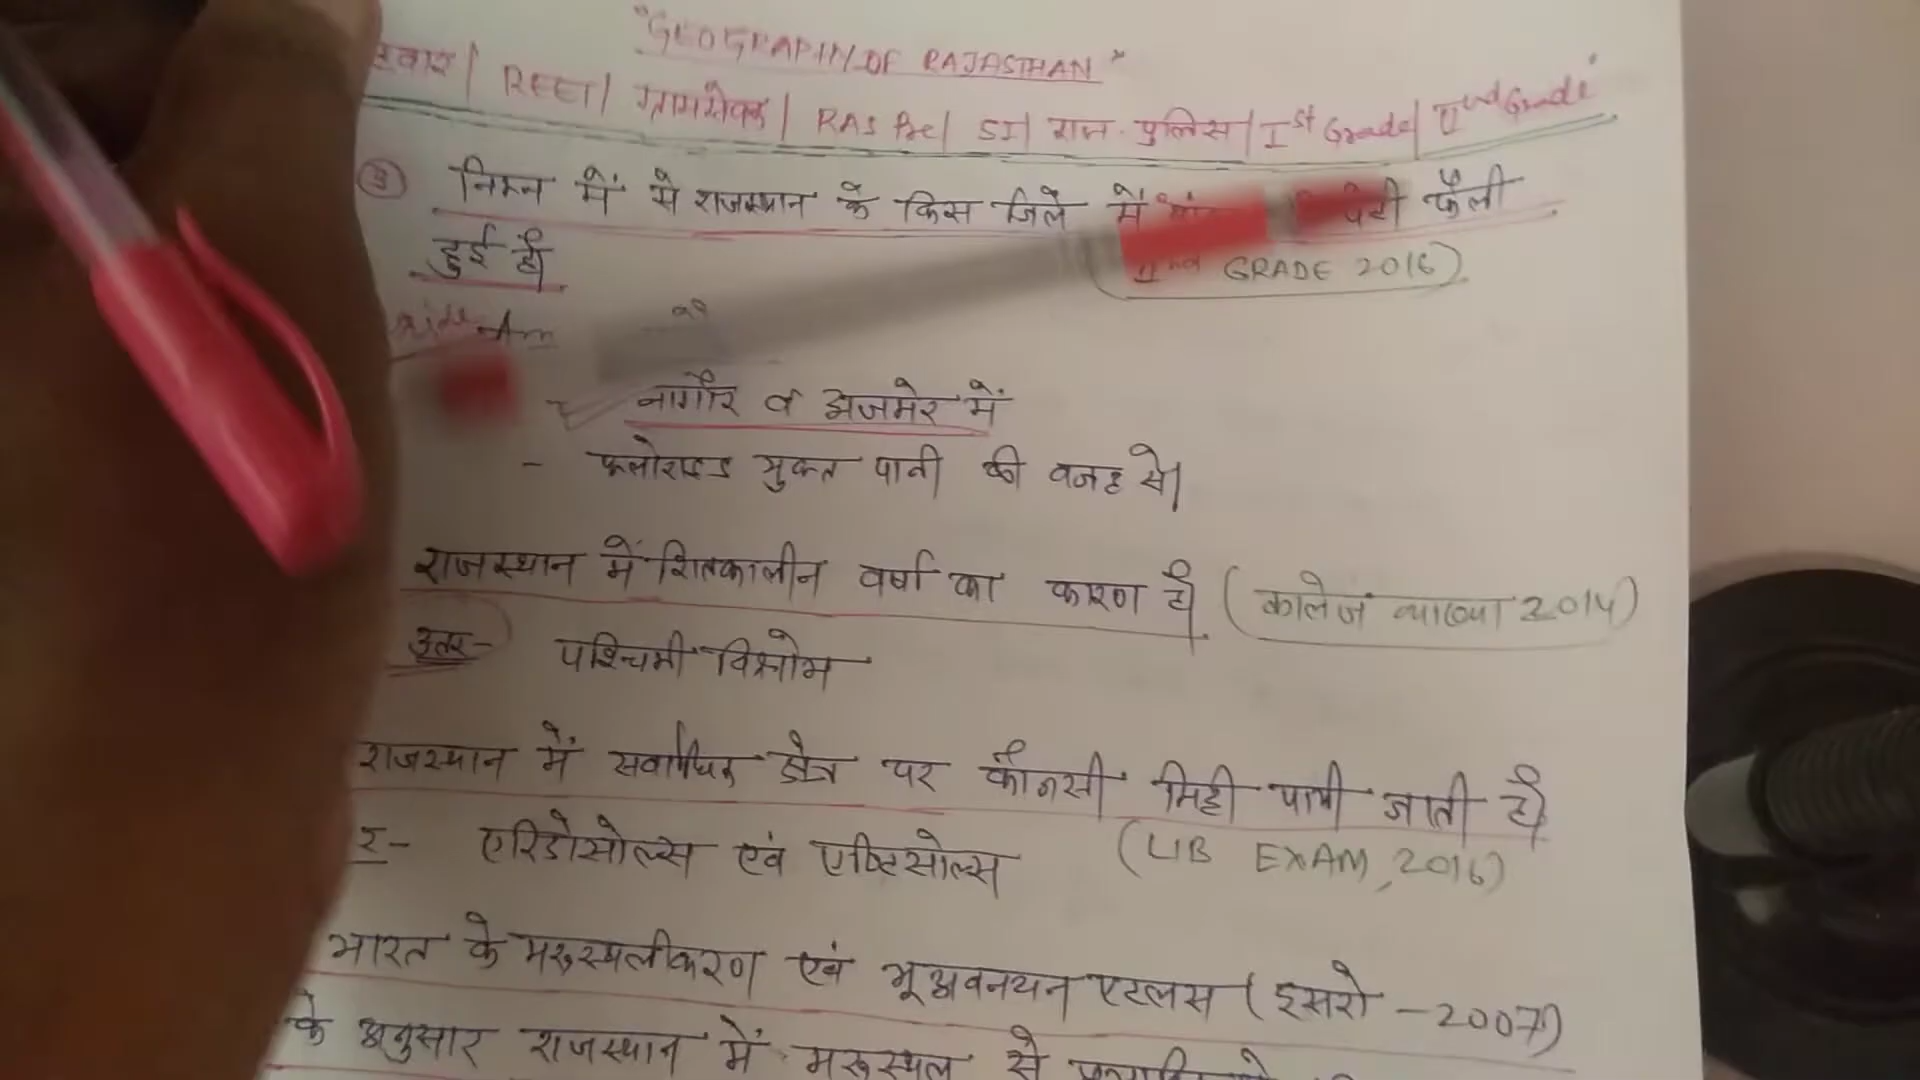 "GEOGRAPHY OF RAJASTHAN"
REET | ग्रामसेवक | RAS Pre | SI | राज. पुलिस | Ist Grade | IInd Grade
3 निम्न में से राजस्थान के किस जिले में पेटी फैली
हुई है।
IInd GRADE 2016)
नागौर व अजमेर में
- फ्लोराइड युक्त पानी की वजह से।
राजस्थान में शितकालीन वर्षा का कारण है। (कालेज व्याख्या 2014)
उत्तर- पश्चिमी विक्षोभ
राजस्थान में सर्वाधिक क्षेत्र पर कौनसी मिट्टी पायी जाती है।
र- एरिडोसोल्स एवं एण्टिसोल्स (LIB EXAM, 2016)
भारत के मरुस्थलीकरण एवं भूअवनयन एटलस (इसरो - 2007)
के अनुसार राजस्थान में मरुस्थल से